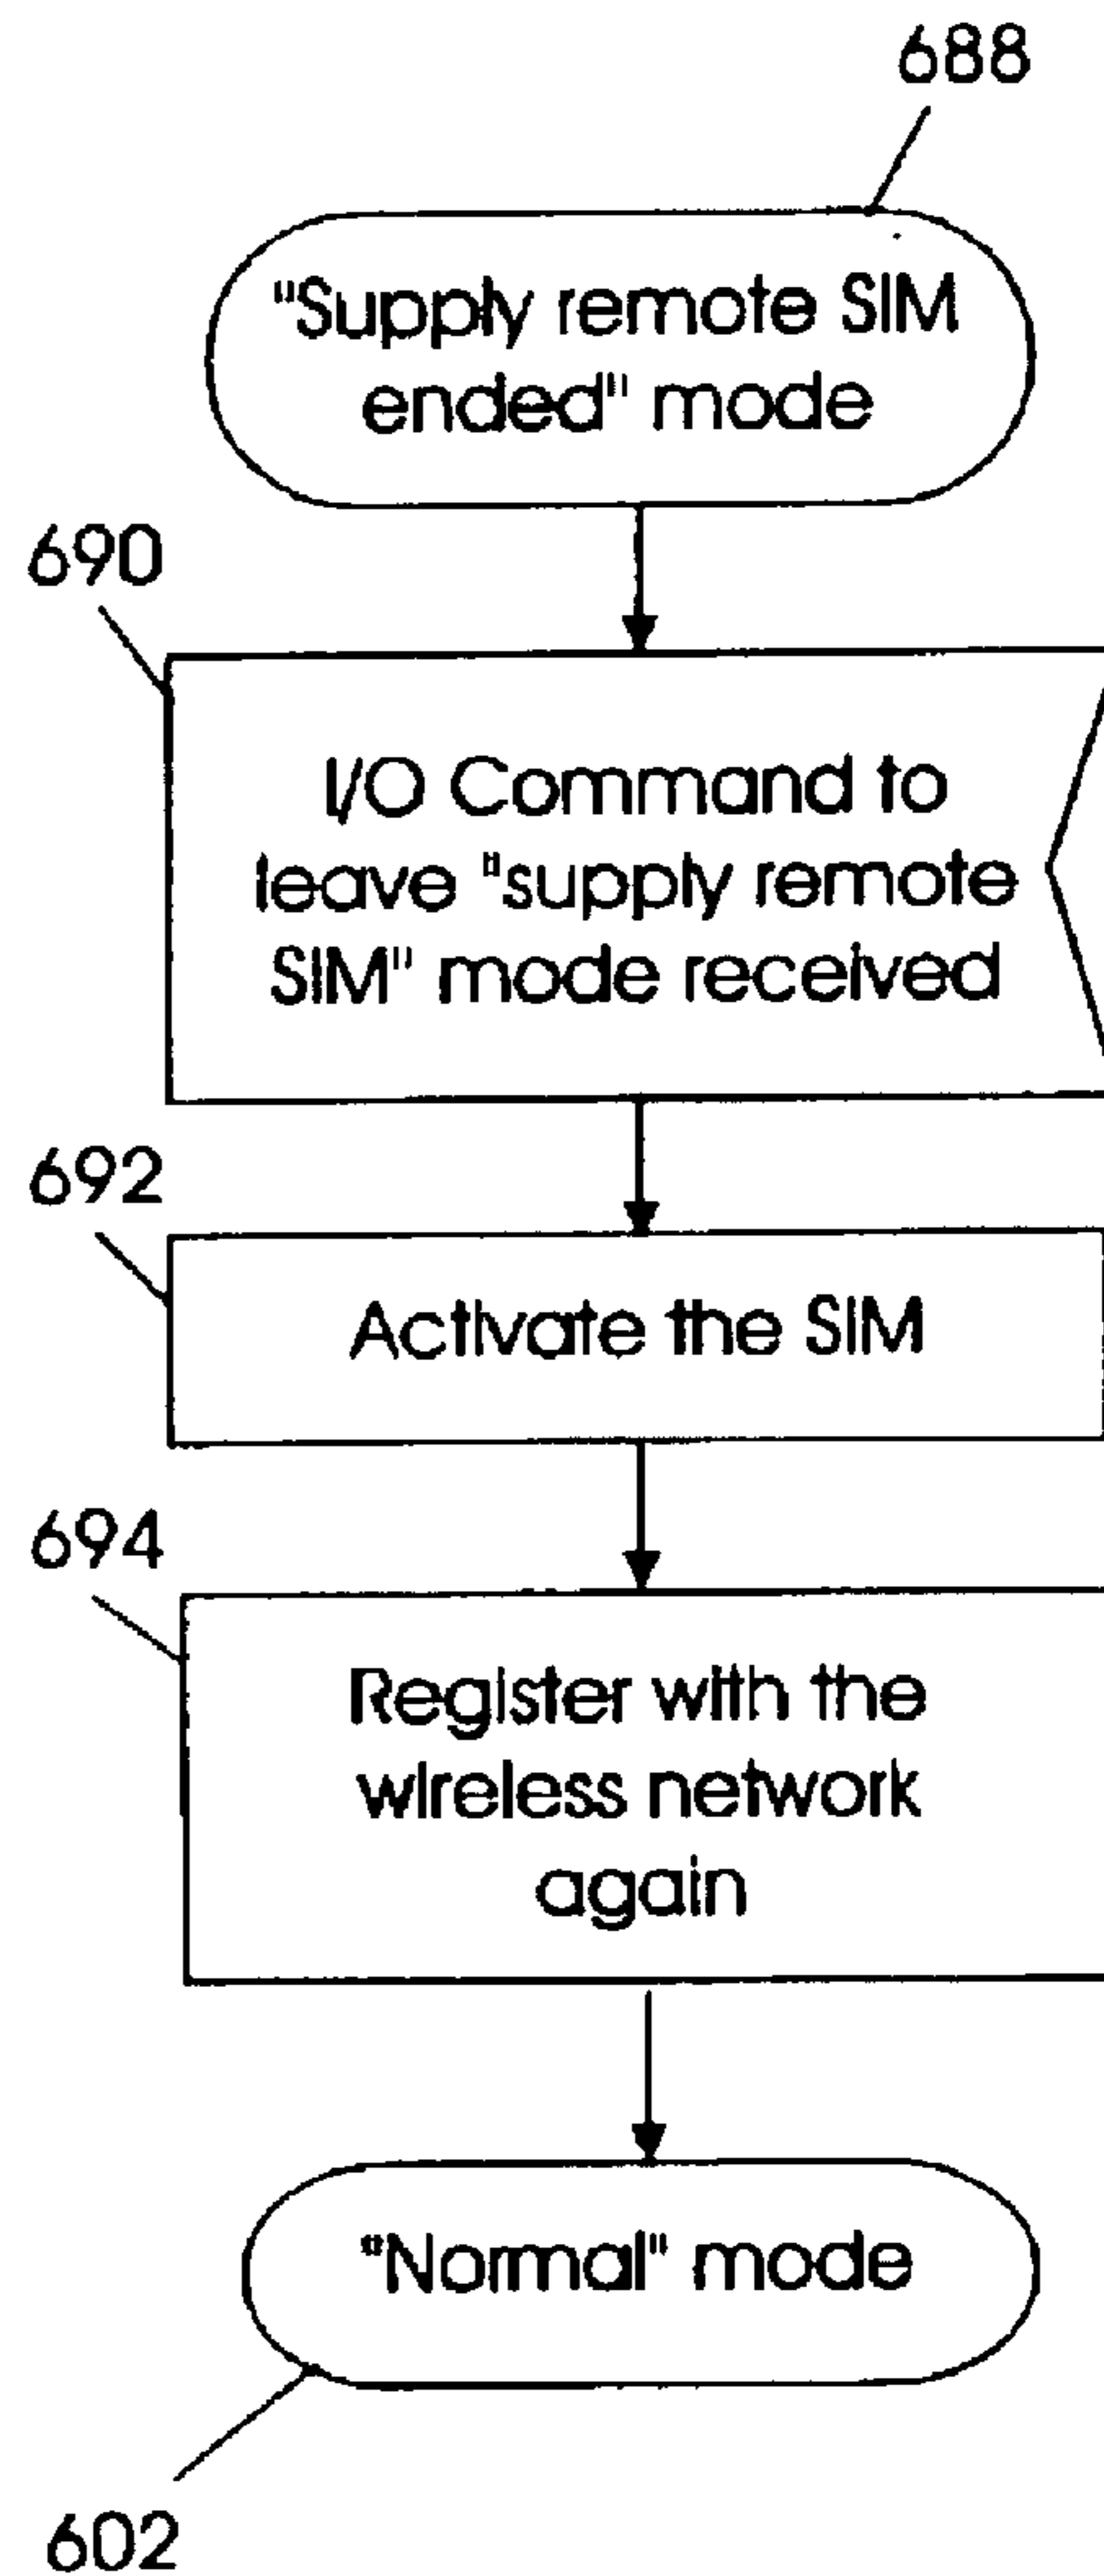 688
"Supply remote SIM
ended" mode
690
I/O Command to
leave "supply remote
SIM" mode received
692
Activate the SIM
694
Register with the
wireless network
again
"Normal" mode
602